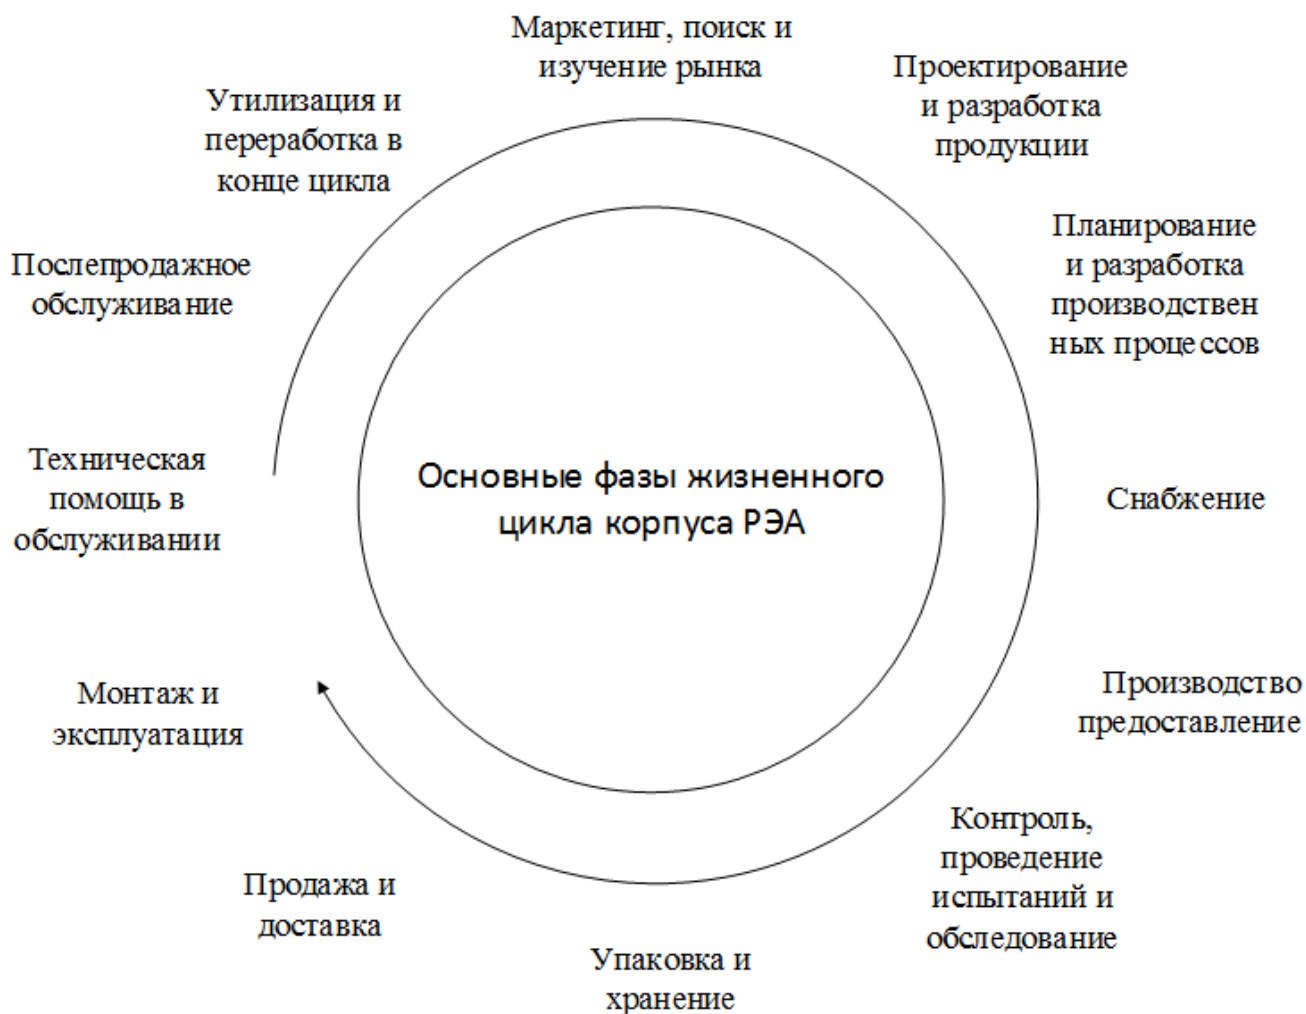 Маркетинг, поиск и
изучение рынка
Проектирование
и разработка
продукции
Планирование
и разработка
производствен
ных процессов
Снабжение
Производство
предоставление
Контроль,
проведение
испытаний и
обследование
Упаковка и
хранение
Продажа и
доставка
Монтаж и
эксплуатация
Техническая
помощь в
обслуживании
Послепродажное
обслуживание
Утилизация и
переработка в
конце цикла
Основные фазы жизненного
цикла корпуса РЭА